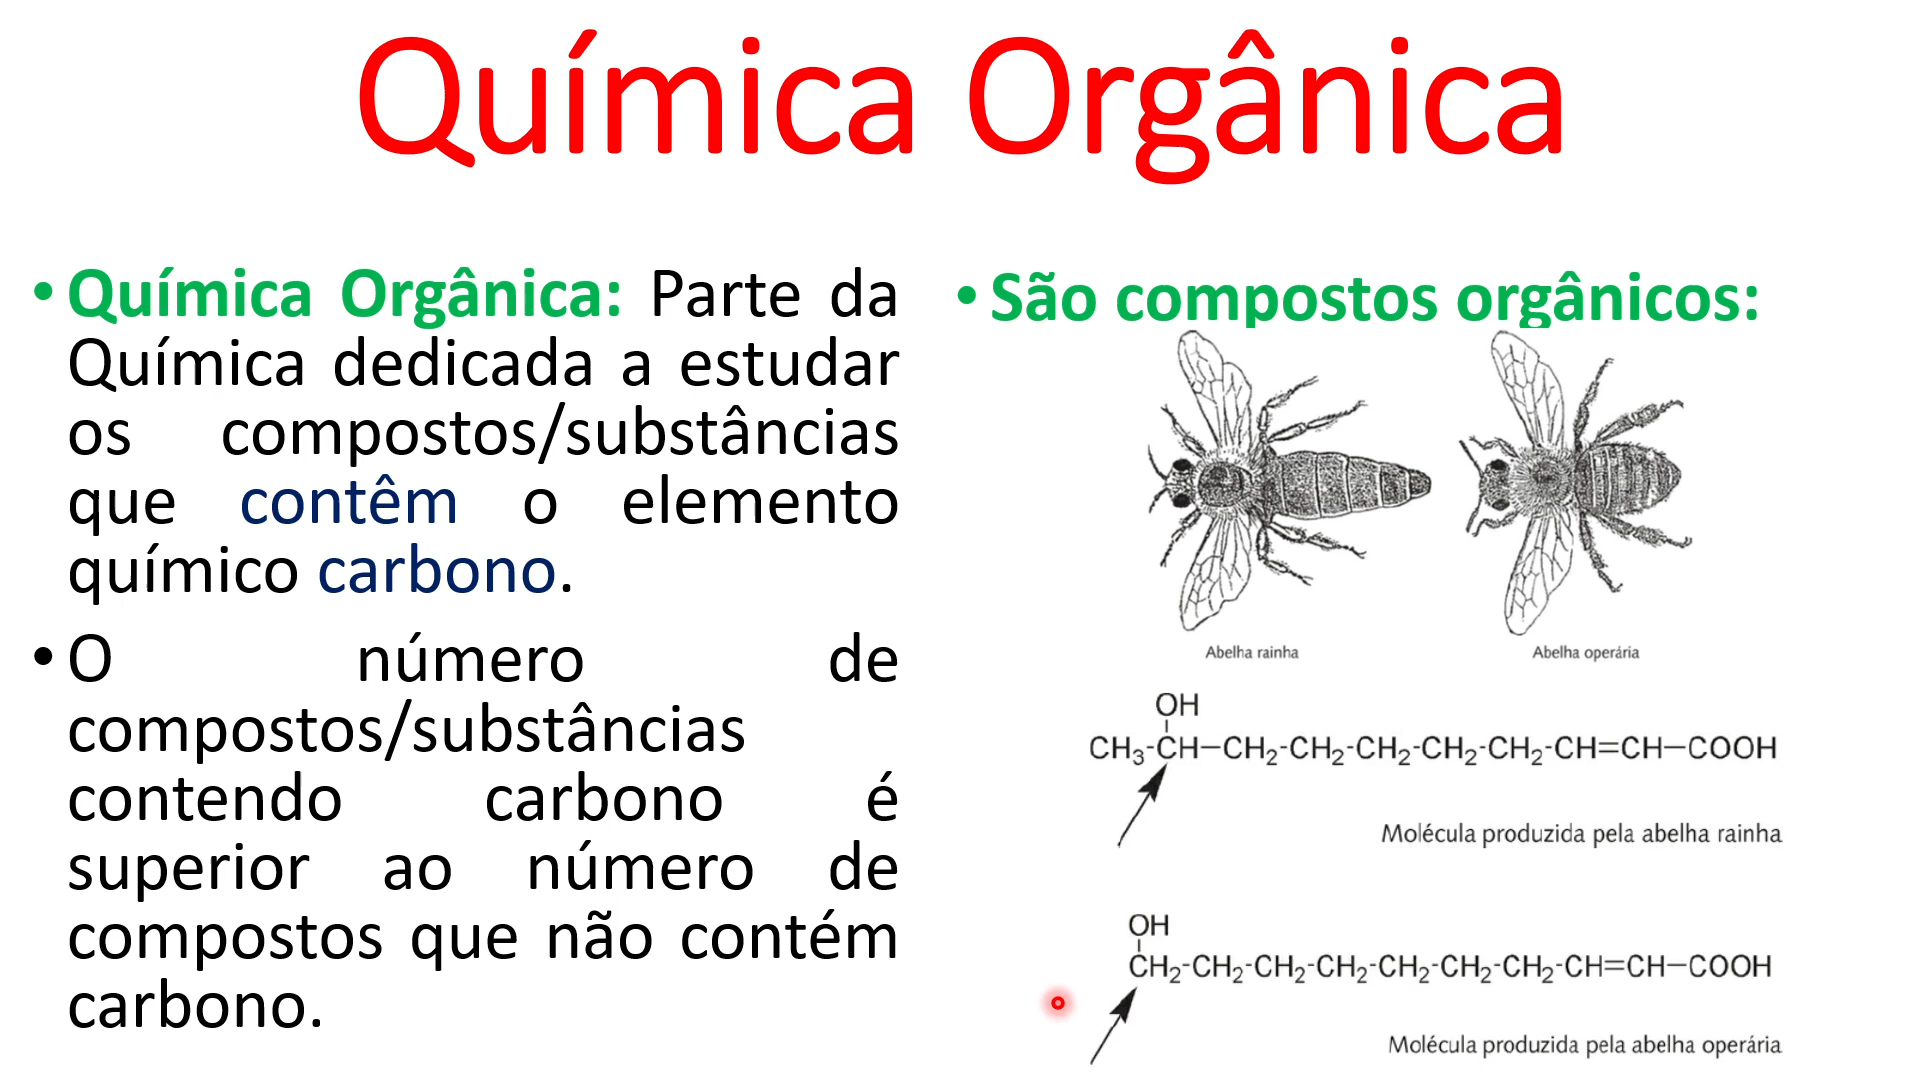 Química Orgânica
• Química Orgânica: Parte da
Química dedicada a estudar
os compostos/substâncias
que contêm o elemento
químico carbono.
• O número de
compostos/substâncias
contendo carbono é
superior ao número de
compostos que não contém
carbono.
• São compostos orgânicos:
Abelha rainha
Abelha operária
OH
CH₃-CH—CH₂-CH₂-CH₂-CH₂-CH₂-CH=CH—COOH
Molécula produzida pela abelha rainha
OH
CH₂-CH₂-CH₂-CH₂-CH₂-CH₂-CH₂-CH=CH—COOH
Molécula produzida pela abelha operária